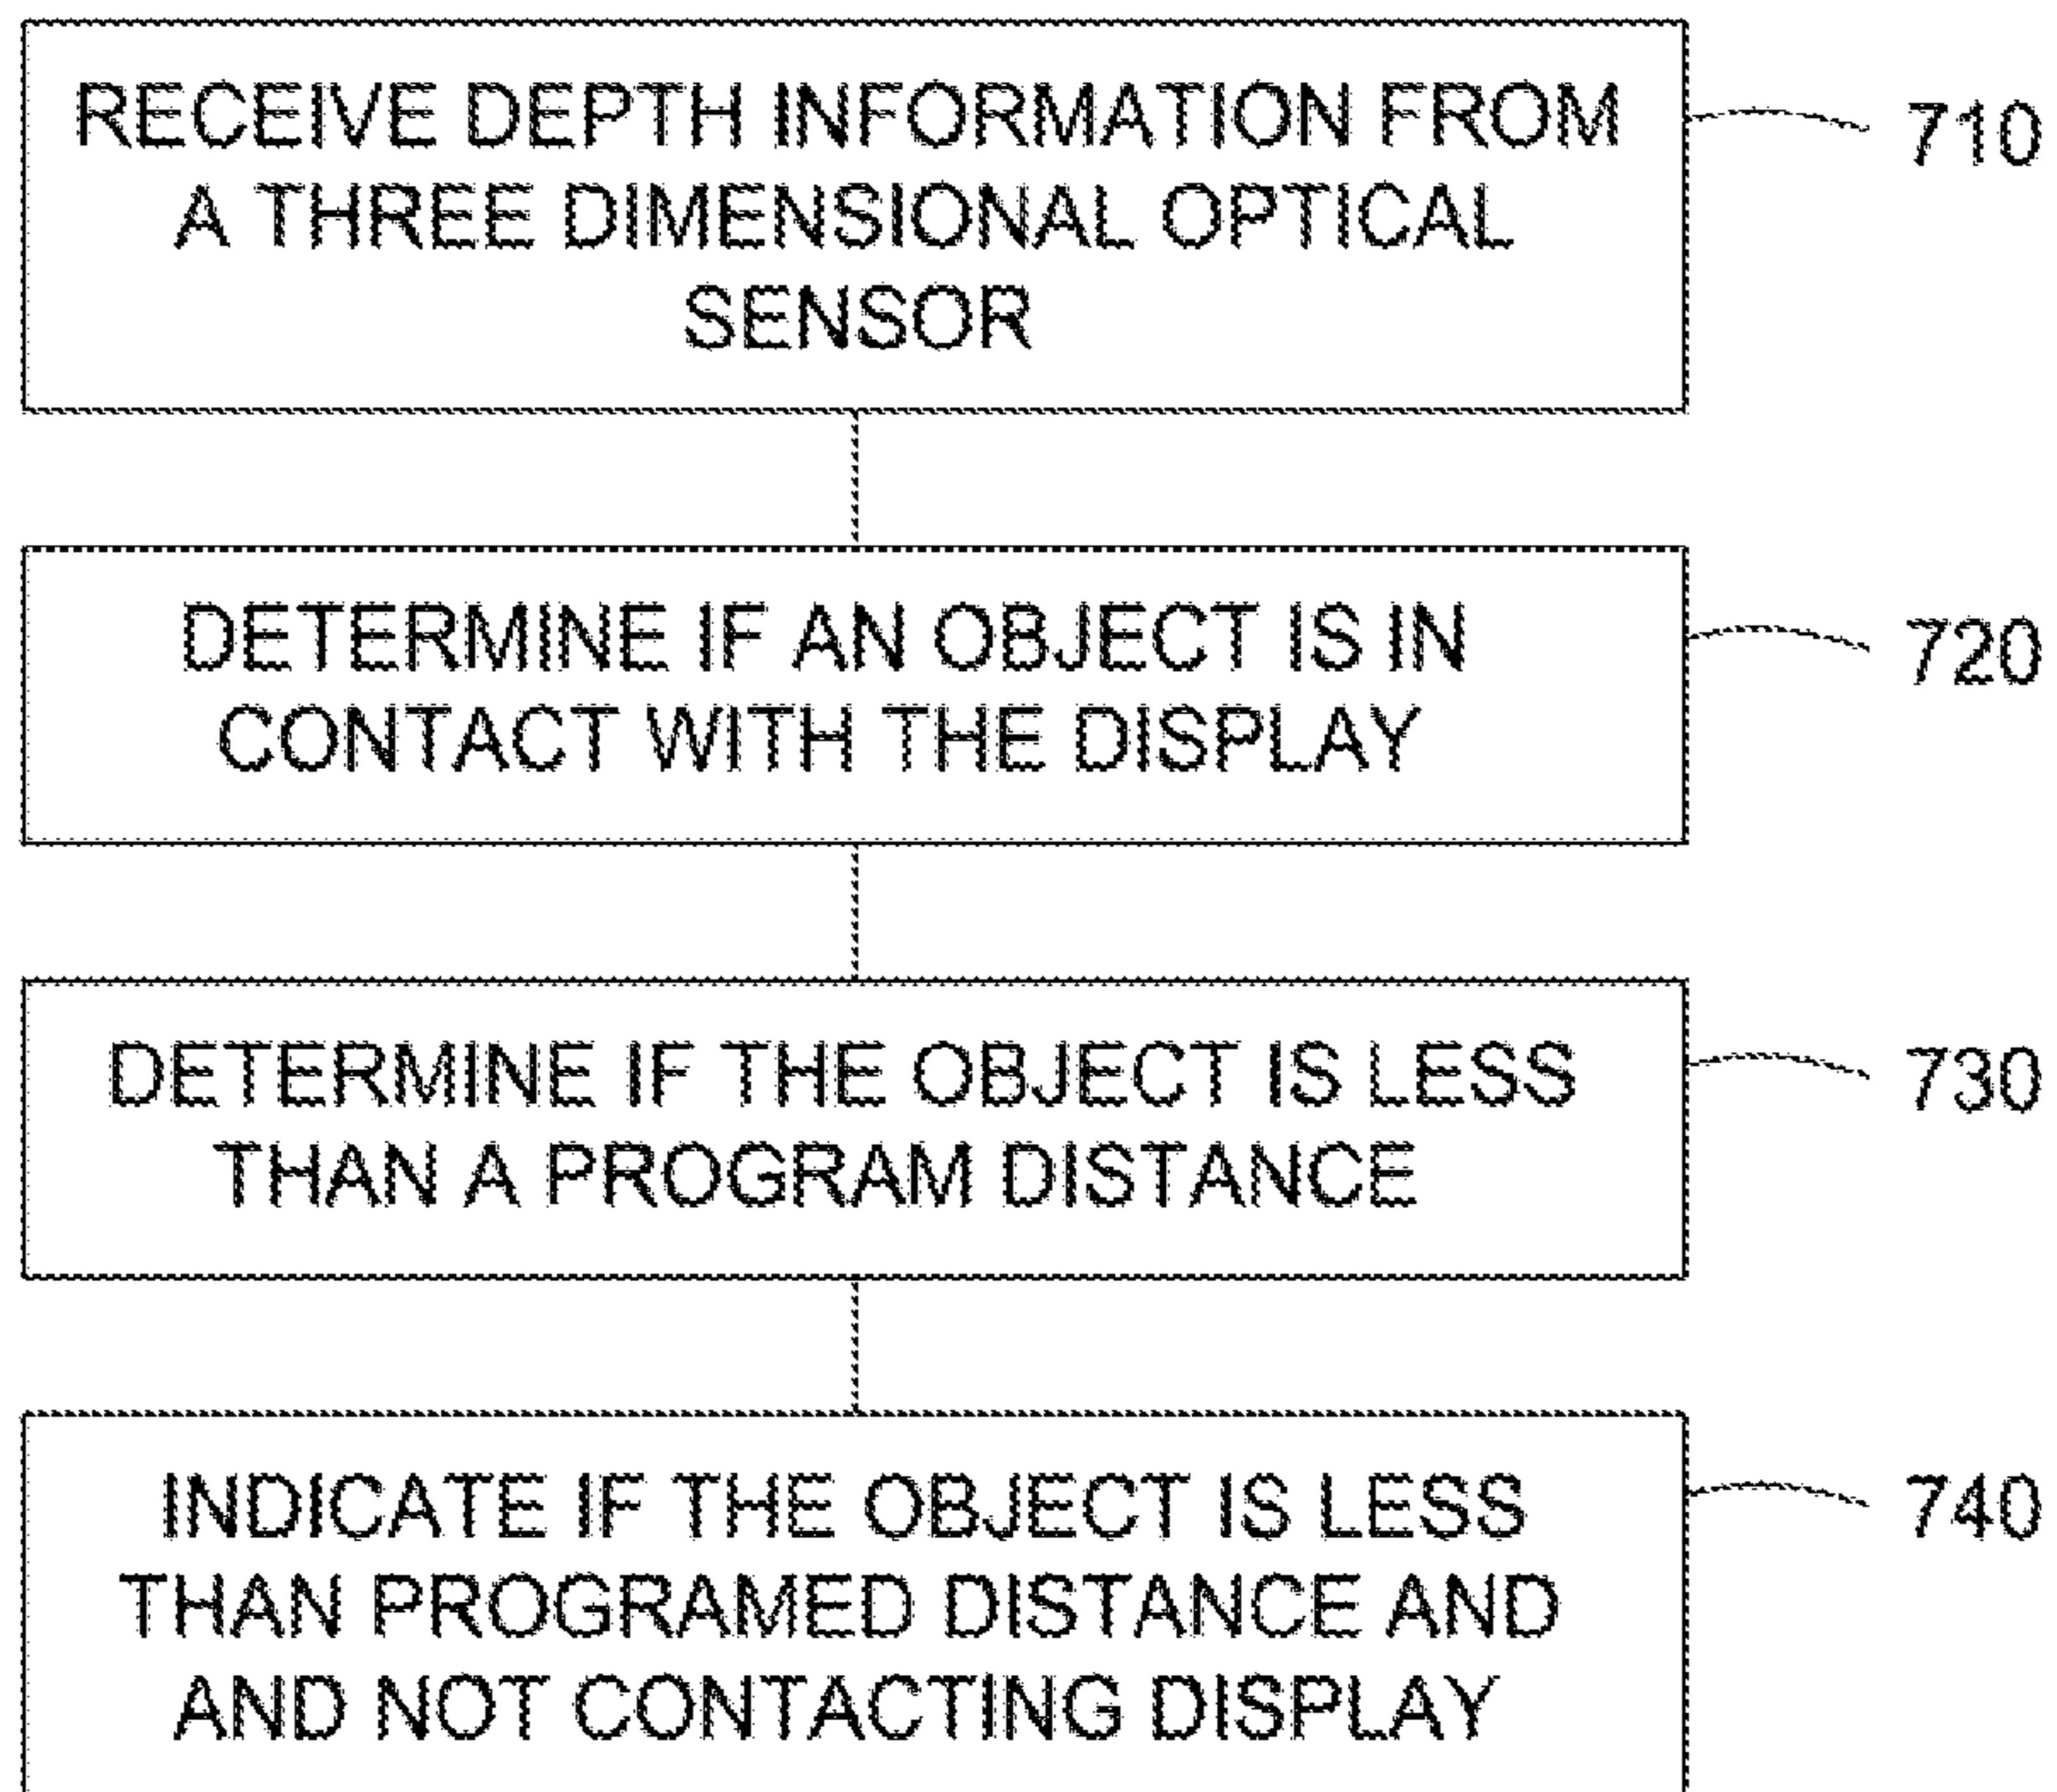 RECEIVE DEPTH INFORMATION FROM
A THREE DIMENSIONAL OPTICAL
SENSOR
710
DETERMINE IF AN OBJECT IS IN
CONTACT WITH THE DISPLAY
720
DETERMINE IF THE OBJECT IS LESS
THAN A PROGRAM DISTANCE
730
INDICATE IF THE OBJECT IS LESS
THAN PROGRAMED DISTANCE AND
AND NOT CONTACTING DISPLAY
740